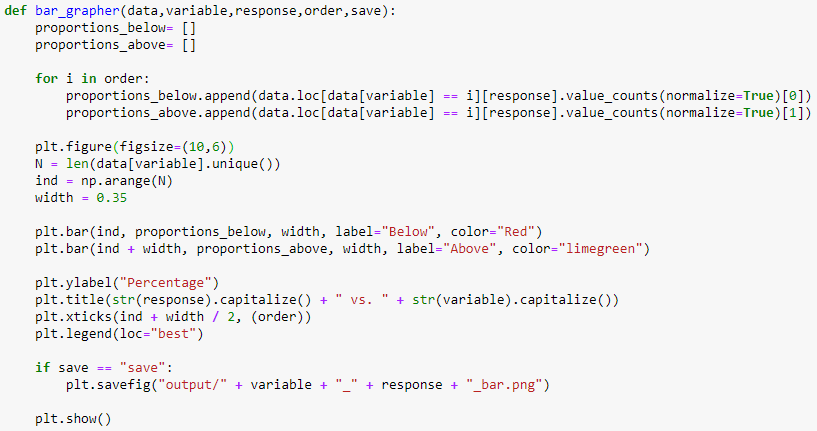 def bar_grapher(data,variable,response,order,save):
    proportions_below= []
    proportions_above= []

    for i in order:
        proportions_below.append(data.loc[data[variable] == i][response].value_counts(normalize=True)[0])
        proportions_above.append(data.loc[data[variable] == i][response].value_counts(normalize=True)[1])

    plt.figure(figsize=(10,6))
    N = len(data[variable].unique())
    ind = np.arange(N)
    width = 0.35

    plt.bar(ind, proportions_below, width, label="Below", color="Red")
    plt.bar(ind + width, proportions_above, width, label="Above", color="limegreen")

    plt.ylabel("Percentage")
    plt.title(str(response).capitalize() + " vs. " + str(variable).capitalize())
    plt.xticks(ind + width / 2, (order))
    plt.legend(loc="best")

    if save == "save":
        plt.savefig("output/" + variable + "_" + response + "_bar.png")

    plt.show()